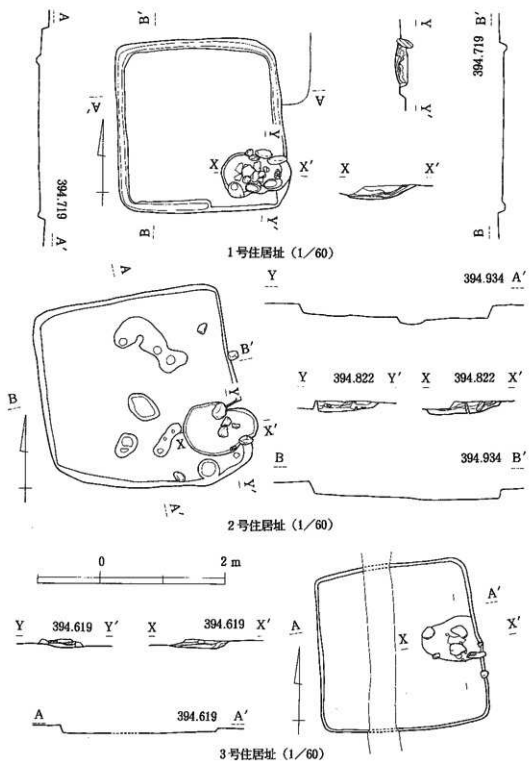 A
B'
Y
B'
394.719
A'
A
Y
Y'
X
X'
X
X'
394.719
B
Y'
A'
B
1号住居址 (1/60)
A
Y
394.934
A'
B'
B
Y
Y
394.822
Y'
X
394.822
X'
X
X'
B
394.934
B'
Y'
A'
2号住居址 (1/60)
0
2 m
Y
394.619
Y'
X
394.619
X'
A
A'
X
X'
A
394.619
A'
3号住居址 (1/60)